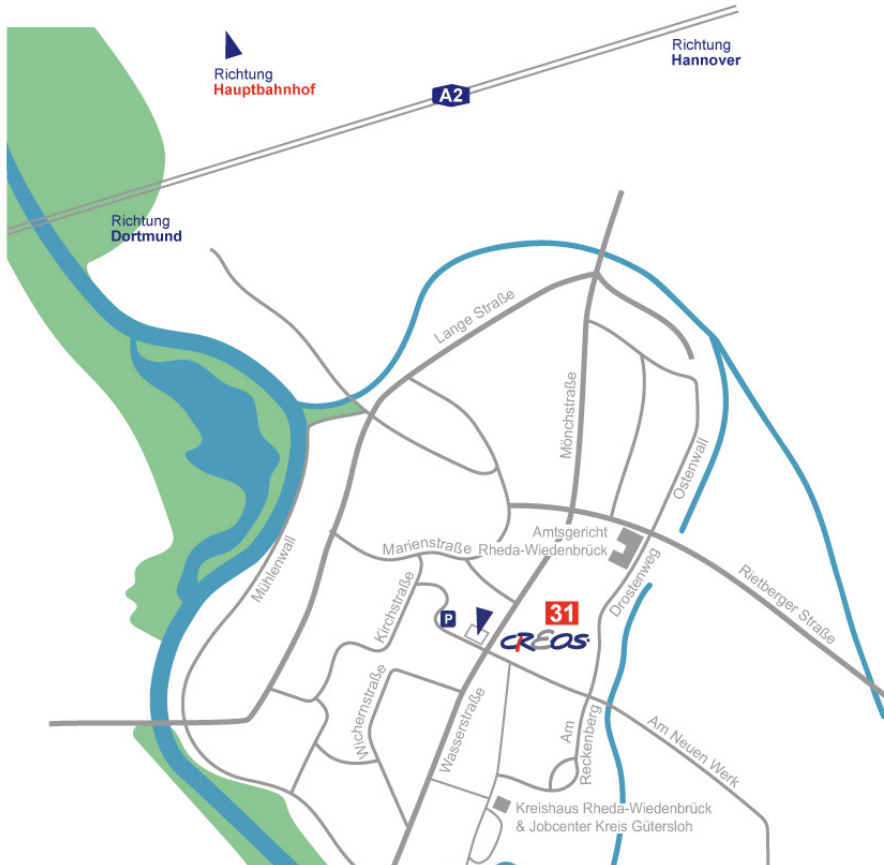 Richtung
Hannover
Richtung
Hauptbahnhof
A2
Richtung
Dortmund
Lange Straße
Mönchstraße
Ostenwall
Amtsgericht
Rheda-Wiedenbrück
Marienstraße
Mühlenwall
Drostenweg
Rietberger Straße
Kirchstraße
P
31
CREOS
Wichernstraße
Wasserstraße
Am
Reckenberg
Am Neuen Werk
Kreishaus Rheda-Wiedenbrück
& Jobcenter Kreis Gütersloh